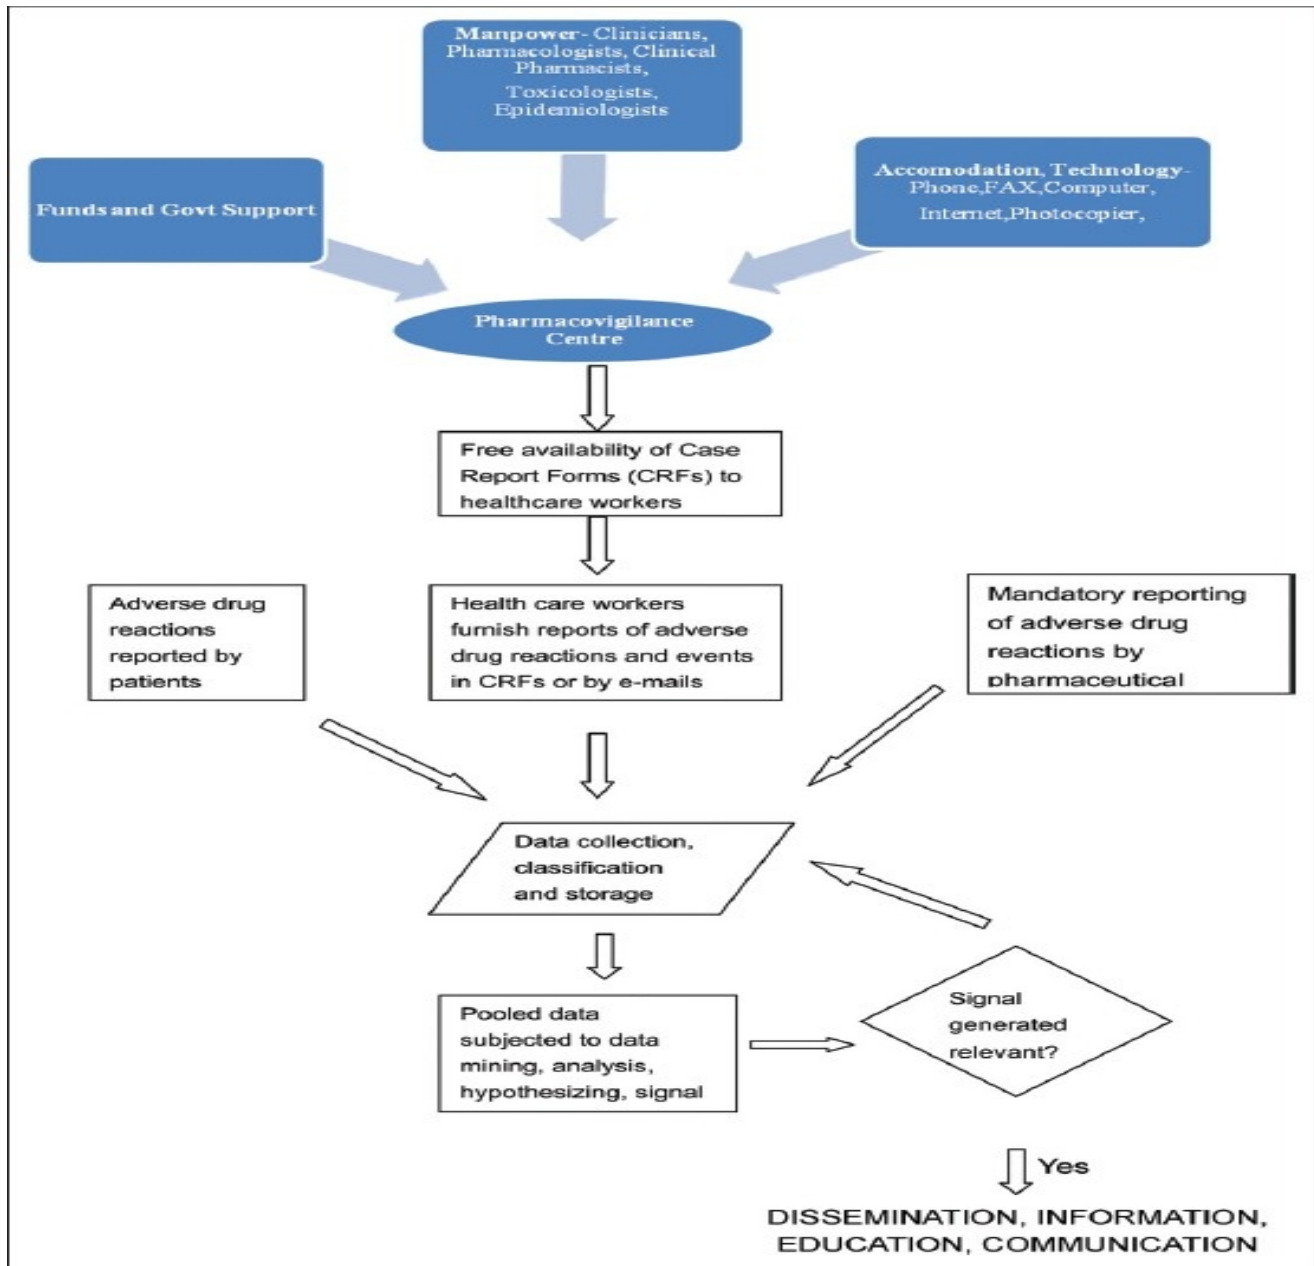 Manpower- Clinicians,
Pharmacologists, Clinical
Pharmacists,
Toxicologists,
Epidemiologists
Funds and Govt Support
Accomodation, Technology-
Phone,FAX,Computer,
Internet,Photocopier,
Pharmacovigilance
Centre
Free availability of Case
Report Forms (CRFs) to
healthcare workers
Adverse drug
reactions
reported by
patients
Health care workers
furnish reports of adverse
drug reactions and events
in CRFs or by e-mails
Mandatory reporting
of adverse drug
reactions by
pharmaceutical
Data collection,
classification
and storage
Pooled data
subjected to data
mining, analysis,
hypothesizing, signal
Signal
generated
relevant?
Yes
DISSEMINATION, INFORMATION,
EDUCATION, COMMUNICATION